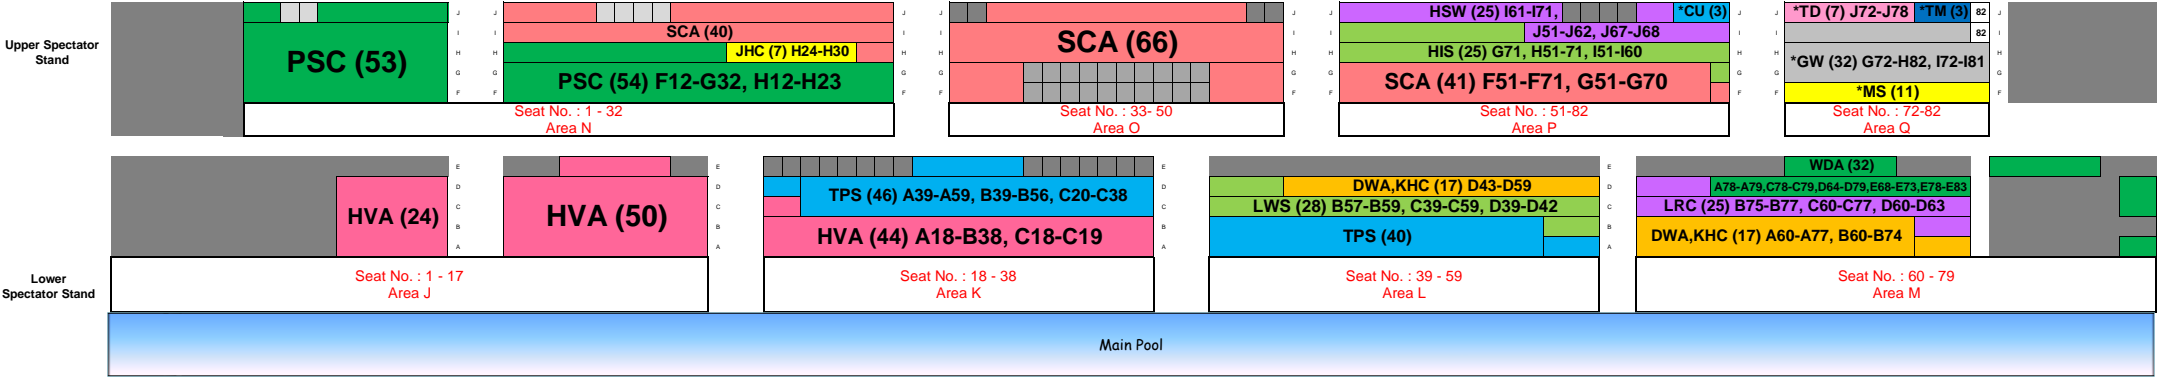 Upper Spectator
Stand
PSC (53)
J
I
H
G
F
J
I
H
G
F
SCA (40)
JHC (7) H24-H30
PSC (54) F12-G32, H12-H23
Seat No. : 1 - 32
Area N
J
I
H
G
F
J
I
H
G
F
SCA (66)
Seat No. : 33- 50
Area O
J
I
H
G
F
J
I
H
G
F
HSW (25) I61-I71,
*CU (3)
J51-J62, J67-J68
HIS (25) G71, H51-71, I51-I60
SCA (41) F51-F71, G51-G70
Seat No. : 51-82
Area P
J
I
H
G
F
J
I
H
G
F
*TD (7) J72-J78
*TM (3)
82
82
*GW (32) G72-H82, I72-I81
*MS (11)
Seat No. : 72-82
Area Q
J
I
H
G
F
Lower
Spectator Stand
HVA (24)
E
D
C
B
A
HVA (50)
E
D
C
B
A
Seat No. : 1 - 17
Area J
TPS (46) A39-A59, B39-B56, C20-C38
HVA (44) A18-B38, C18-C19
Seat No. : 18 - 38
Area K
E
D
C
B
A
DWA,KHC (17) D43-D59
LWS (28) B57-B59, C39-C59, D39-D42
TPS (40)
Seat No. : 39 - 59
Area L
E
D
C
B
A
WDA (32)
A78-A79,C78-C79,D64-D79,E68-E73,E78-E83
LRC (25) B75-B77, C60-C77, D60-D63
DWA,KHC (17) A60-A77, B60-B74
E
D
C
B
A
Seat No. : 60 - 79
Area M
Main Pool